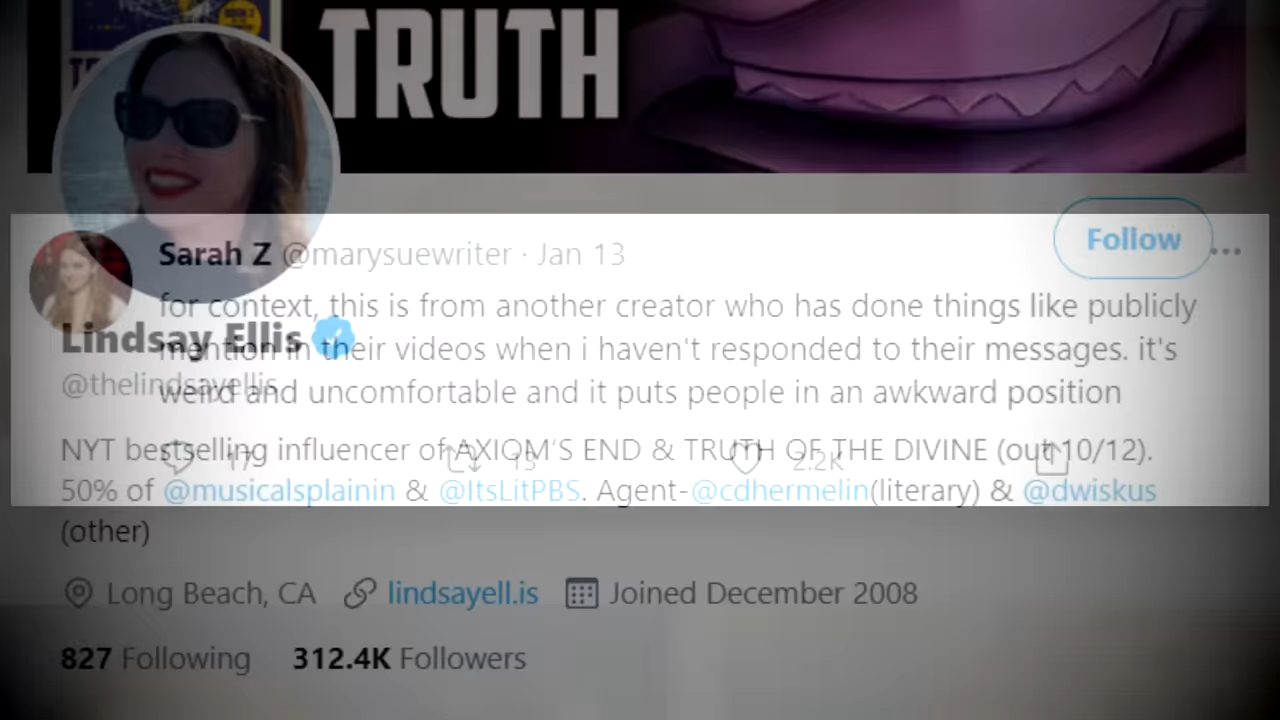 TRUTH
Follow
Sarah Z @marysuewriter · Jan 13
for context, this is from another creator who has done things like publicly
mention in their videos when i haven't responded to their messages. it's
weird and uncomfortable and it puts people in an awkward position
17 15 2.2K
Lindsay Ellis
@thelindsayellis
NYT bestselling influencer of AXIOM'S END & TRUTH OF THE DIVINE (out 10/12).
50% of @musicalsplainin & @ItsLitPBS. Agent-@cdhermelin(literary) & @dwiskus
(other)
Long Beach, CA lindsayell.is Joined December 2008
827 Following 312.4K Followers